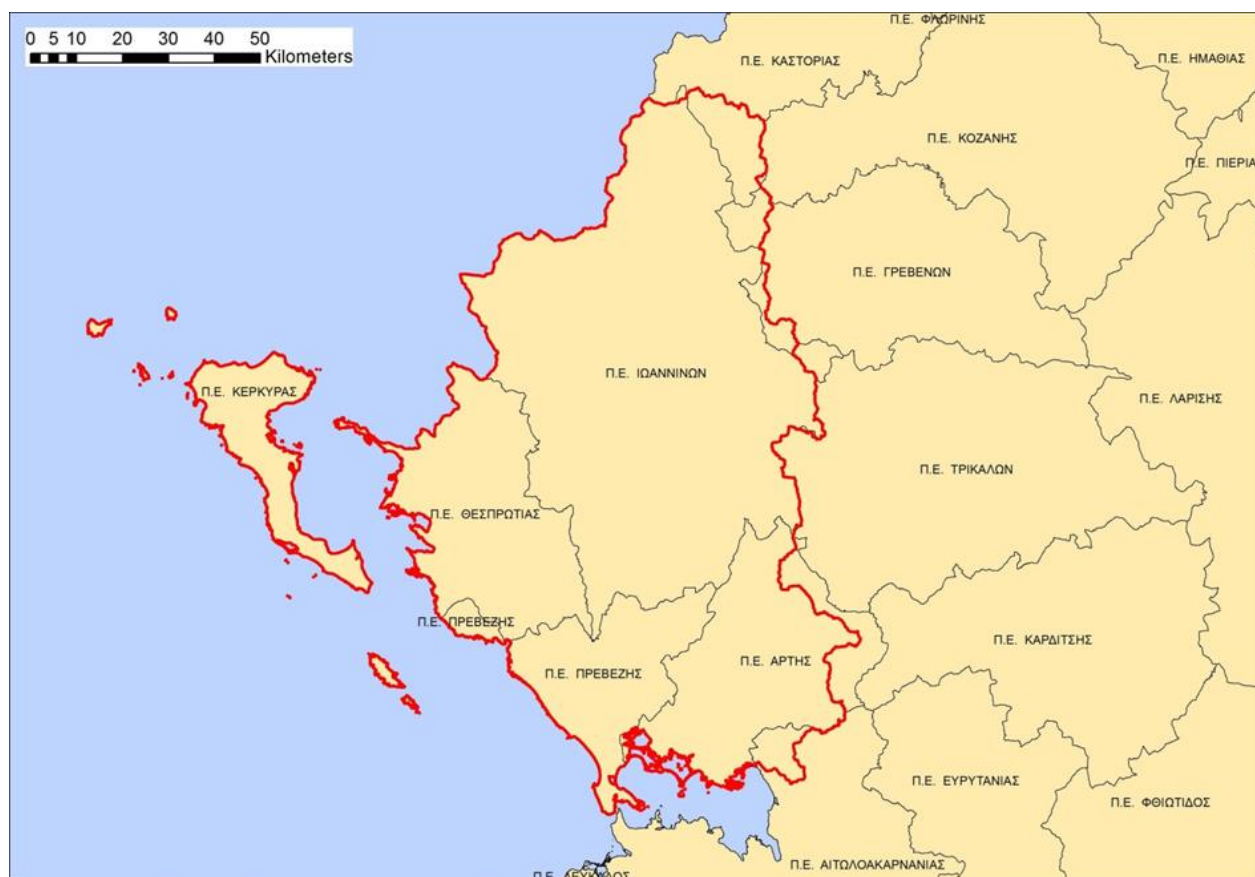 0 5 10 20 30 40 50
Kilometers
Π.Ε. ΦΛΩΡΙΝΗΣ
Π.Ε. ΚΑΣΤΟΡΙΑΣ
Π.Ε. ΗΜΑΘΙΑΣ
Π.Ε. ΚΟΖΑΝΗΣ
Π.Ε. ΠΙΕΡΙΑ
Π.Ε. ΓΡΕΒΕΝΩΝ
Π.Ε. ΙΩΑΝΝΙΝΩΝ
Π.Ε. ΚΕΡΚΥΡΑΣ
Π.Ε. ΛΑΡΙΣΗΣ
Π.Ε. ΤΡΙΚΑΛΩΝ
Π.Ε. ΘΕΣΠΡΩΤΙΑΣ
Π.Ε. ΠΡΕΒΕΖΗΣ
Π.Ε. ΚΑΡΔΙΤΣΗΣ
Π.Ε. ΑΡΤΗΣ
Π.Ε. ΠΡΕΒΕΖΗΣ
Π.Ε. ΕΥΡΥΤΑΝΙΑΣ
Π.Ε. ΦΘΙΩΤΙΔΟΣ
Π.Ε. ΑΙΤΩΛΟΑΚΑΡΝΑΝΙΑΣ
Π.Ε. ΛΕΥΚΑΔΟΣ